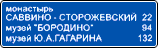 монастырь
САВВИНО - СТОРОЖЕВСКИЙ 22
музей "БОРОДИНО" 94
музей Ю.А.ГАГАРИНА 132